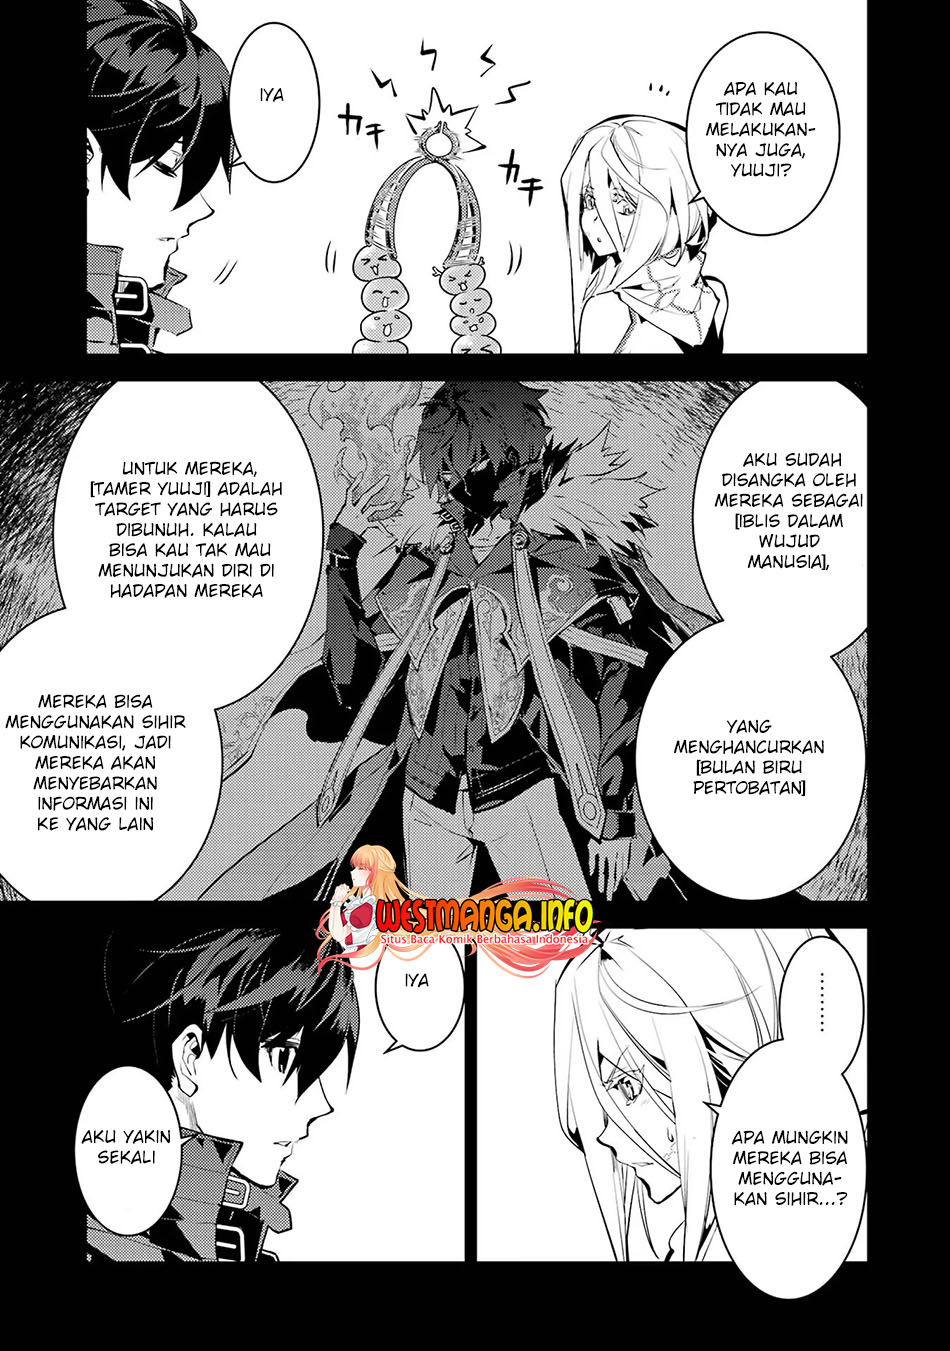 APA KAU
TIDAK MAU
MELAKUKAN-
NYA JUGA,
YUUJI?
カチ
カチ
IYA
AKU SUDAH
DISANGKA OLEH
MEREKA SEBAGAI
[IBLIS DALAM
WUJUD
MANUSIA],
YANG
MENGHANCURKAN
[BULAN BIRU
PERTOBATAN]
UNTUK MEREKA,
[TAMER YUUJI] ADALAH
TARGET YANG HARUS
DIBUNUH. KALAU
BISA KAU TAK MAU
MENUNJUKAN DIRI DI
HADAPAN MEREKA
MEREKA BISA
MENGGUNAKAN SIHIR
KOMUNIKASI, JADI
MEREKA AKAN
MENYEBARKAN
INFORMASI INI
KE YANG LAIN
WESTMANGA.INFO
Situs Baca Komik Berbahasa Indonesia
.........
APA MUNGKIN
MEREKA BISA
MENGGUNA-
KAN SIHIR...?
IYA
AKU YAKIN
SEKALI